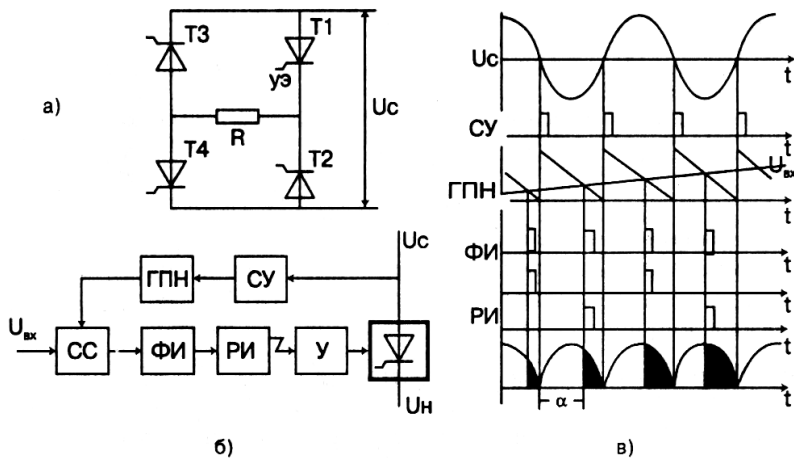 а)
T3
T1
уэ
Uc
R
T4
T2
б)
Uc
ГПН
СУ
Uвх
СС
ФИ
РИ
У
Uн
в)
Uc
t
СУ
t
ГПН
Uвх
t
ФИ
t
t
РИ
t
α
t